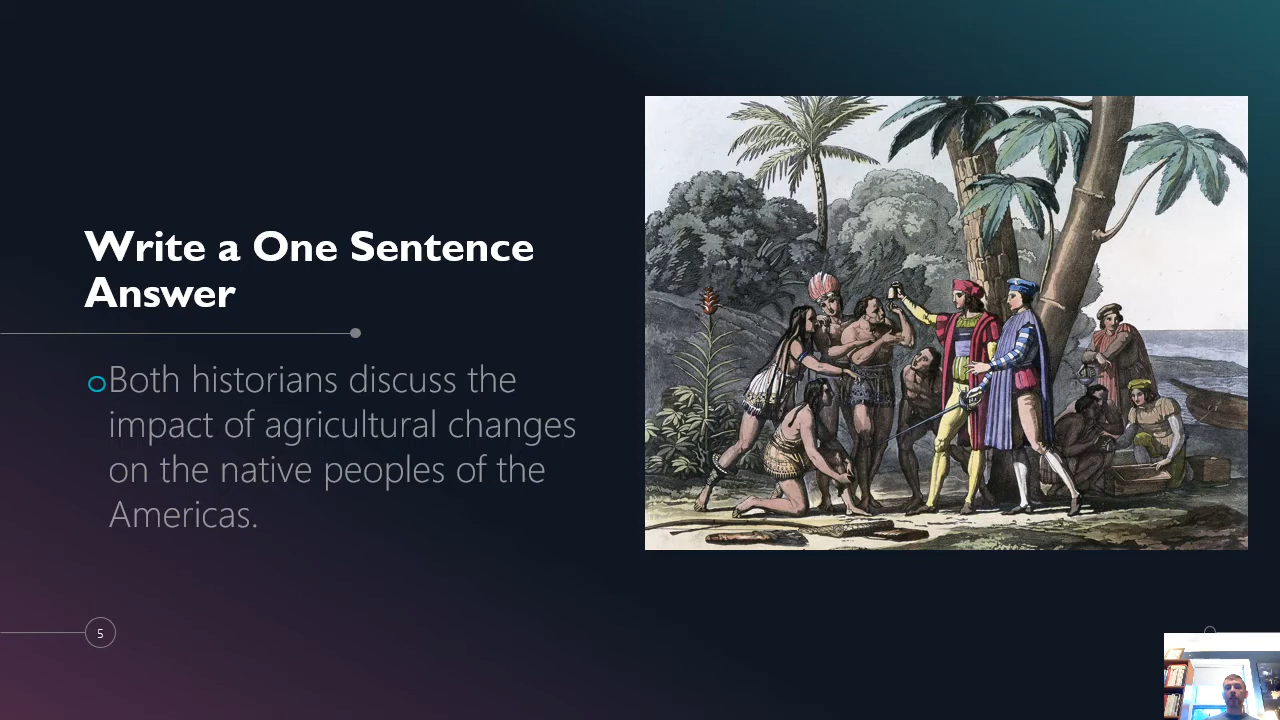 Write a One Sentence
Answer
Both historians discuss the
impact of agricultural changes
on the native peoples of the
Americas.
5